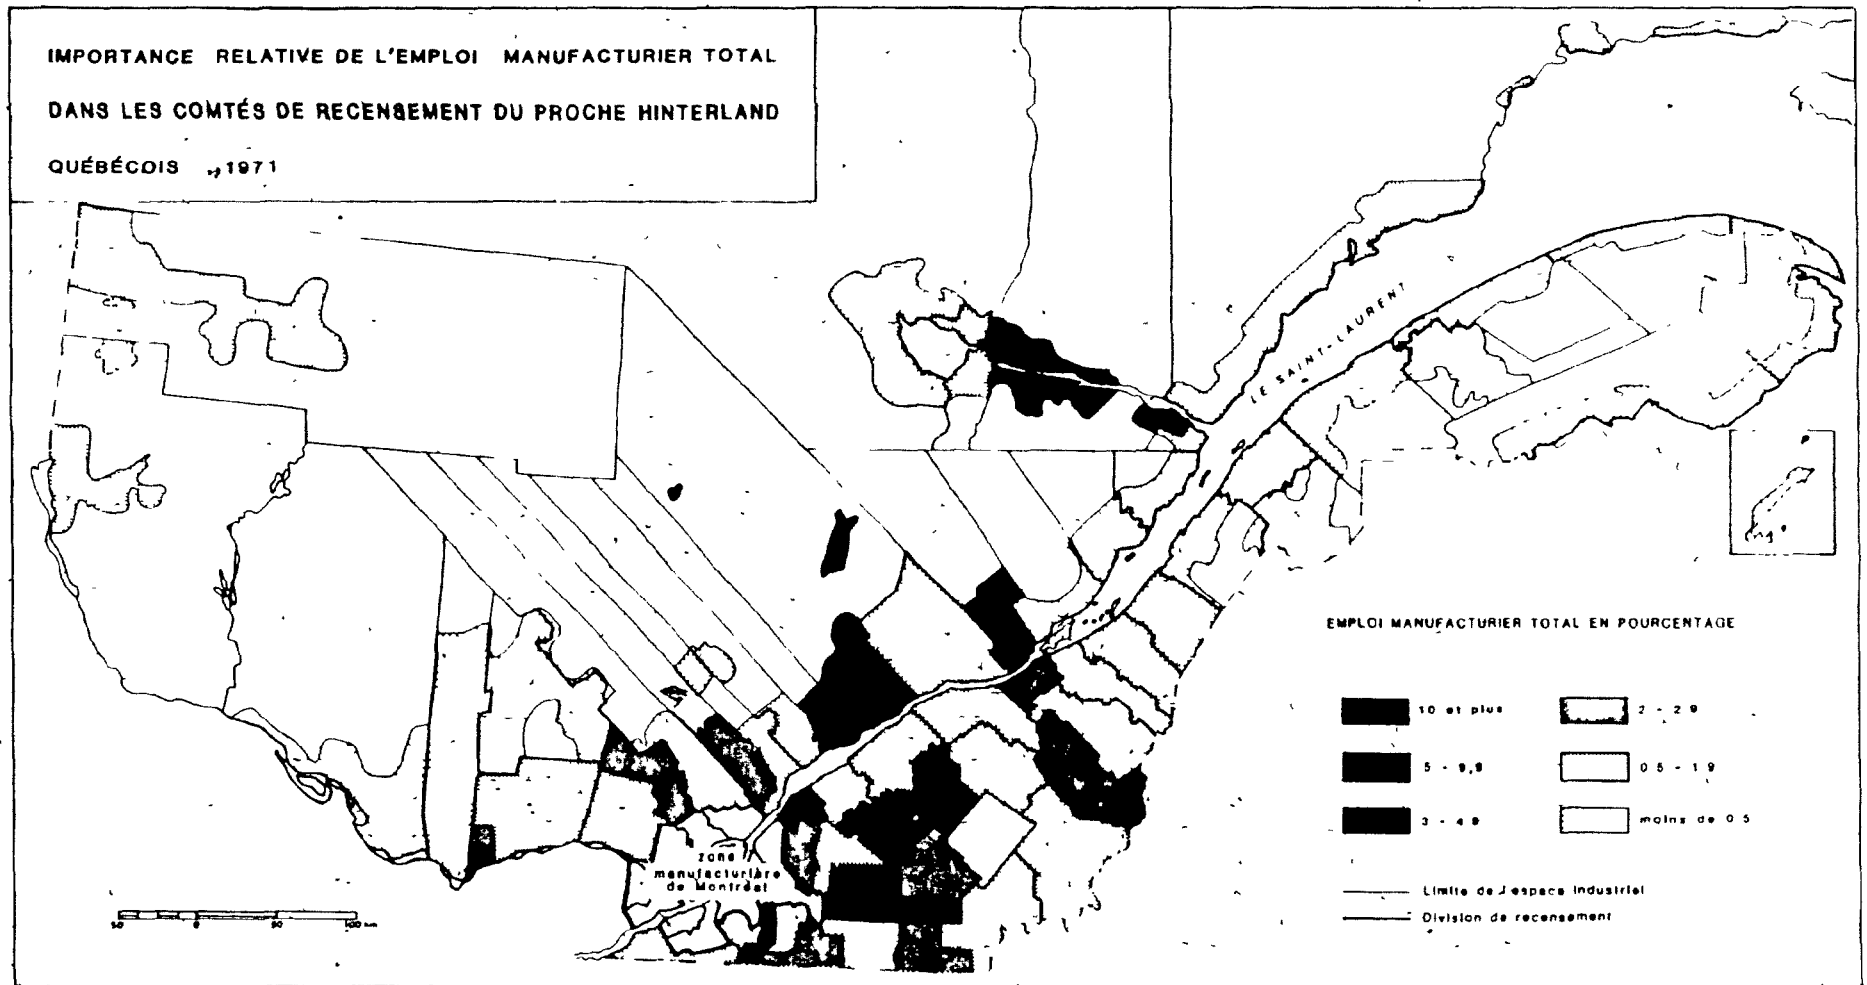 IMPORTANCE RELATIVE DE L'EMPLOI MANUFACTURIER TOTAL
DANS LES COMTÉS DE RECENSEMENT DU PROCHE HINTERLAND
QUÉBÉCOIS, 1971
LE SAINT-LAURENT
EMPLOI MANUFACTURIER TOTAL EN POURCENTAGE
10 et plus
2 - 2 9
5 - 9,9
0 5 - 1 9
3 - 4 9
moins de 0 5
zone
manufacturière
de Montréal
Limite de l'espace industriel
Division de recensement
50 0 50 100 km